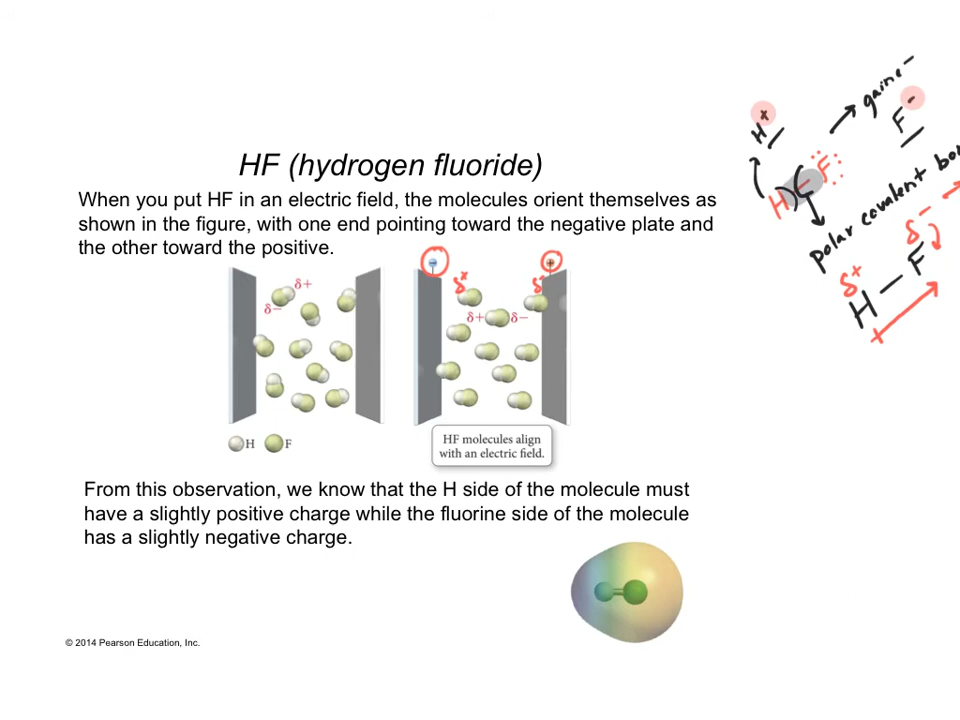 HF (hydrogen fluoride)
When you put HF in an electric field, the molecules orient themselves as
shown in the figure, with one end pointing toward the negative plate and
the other toward the positive.
H+
→ gain e-
F-
H - F
polar covalent
δ+ δ-
H — F
− +
δ+
δ+
δ−
δ+ δ−
H F
HF molecules align
with an electric field.
From this observation, we know that the H side of the molecule must
have a slightly positive charge while the fluorine side of the molecule
has a slightly negative charge.
© 2014 Pearson Education, Inc.